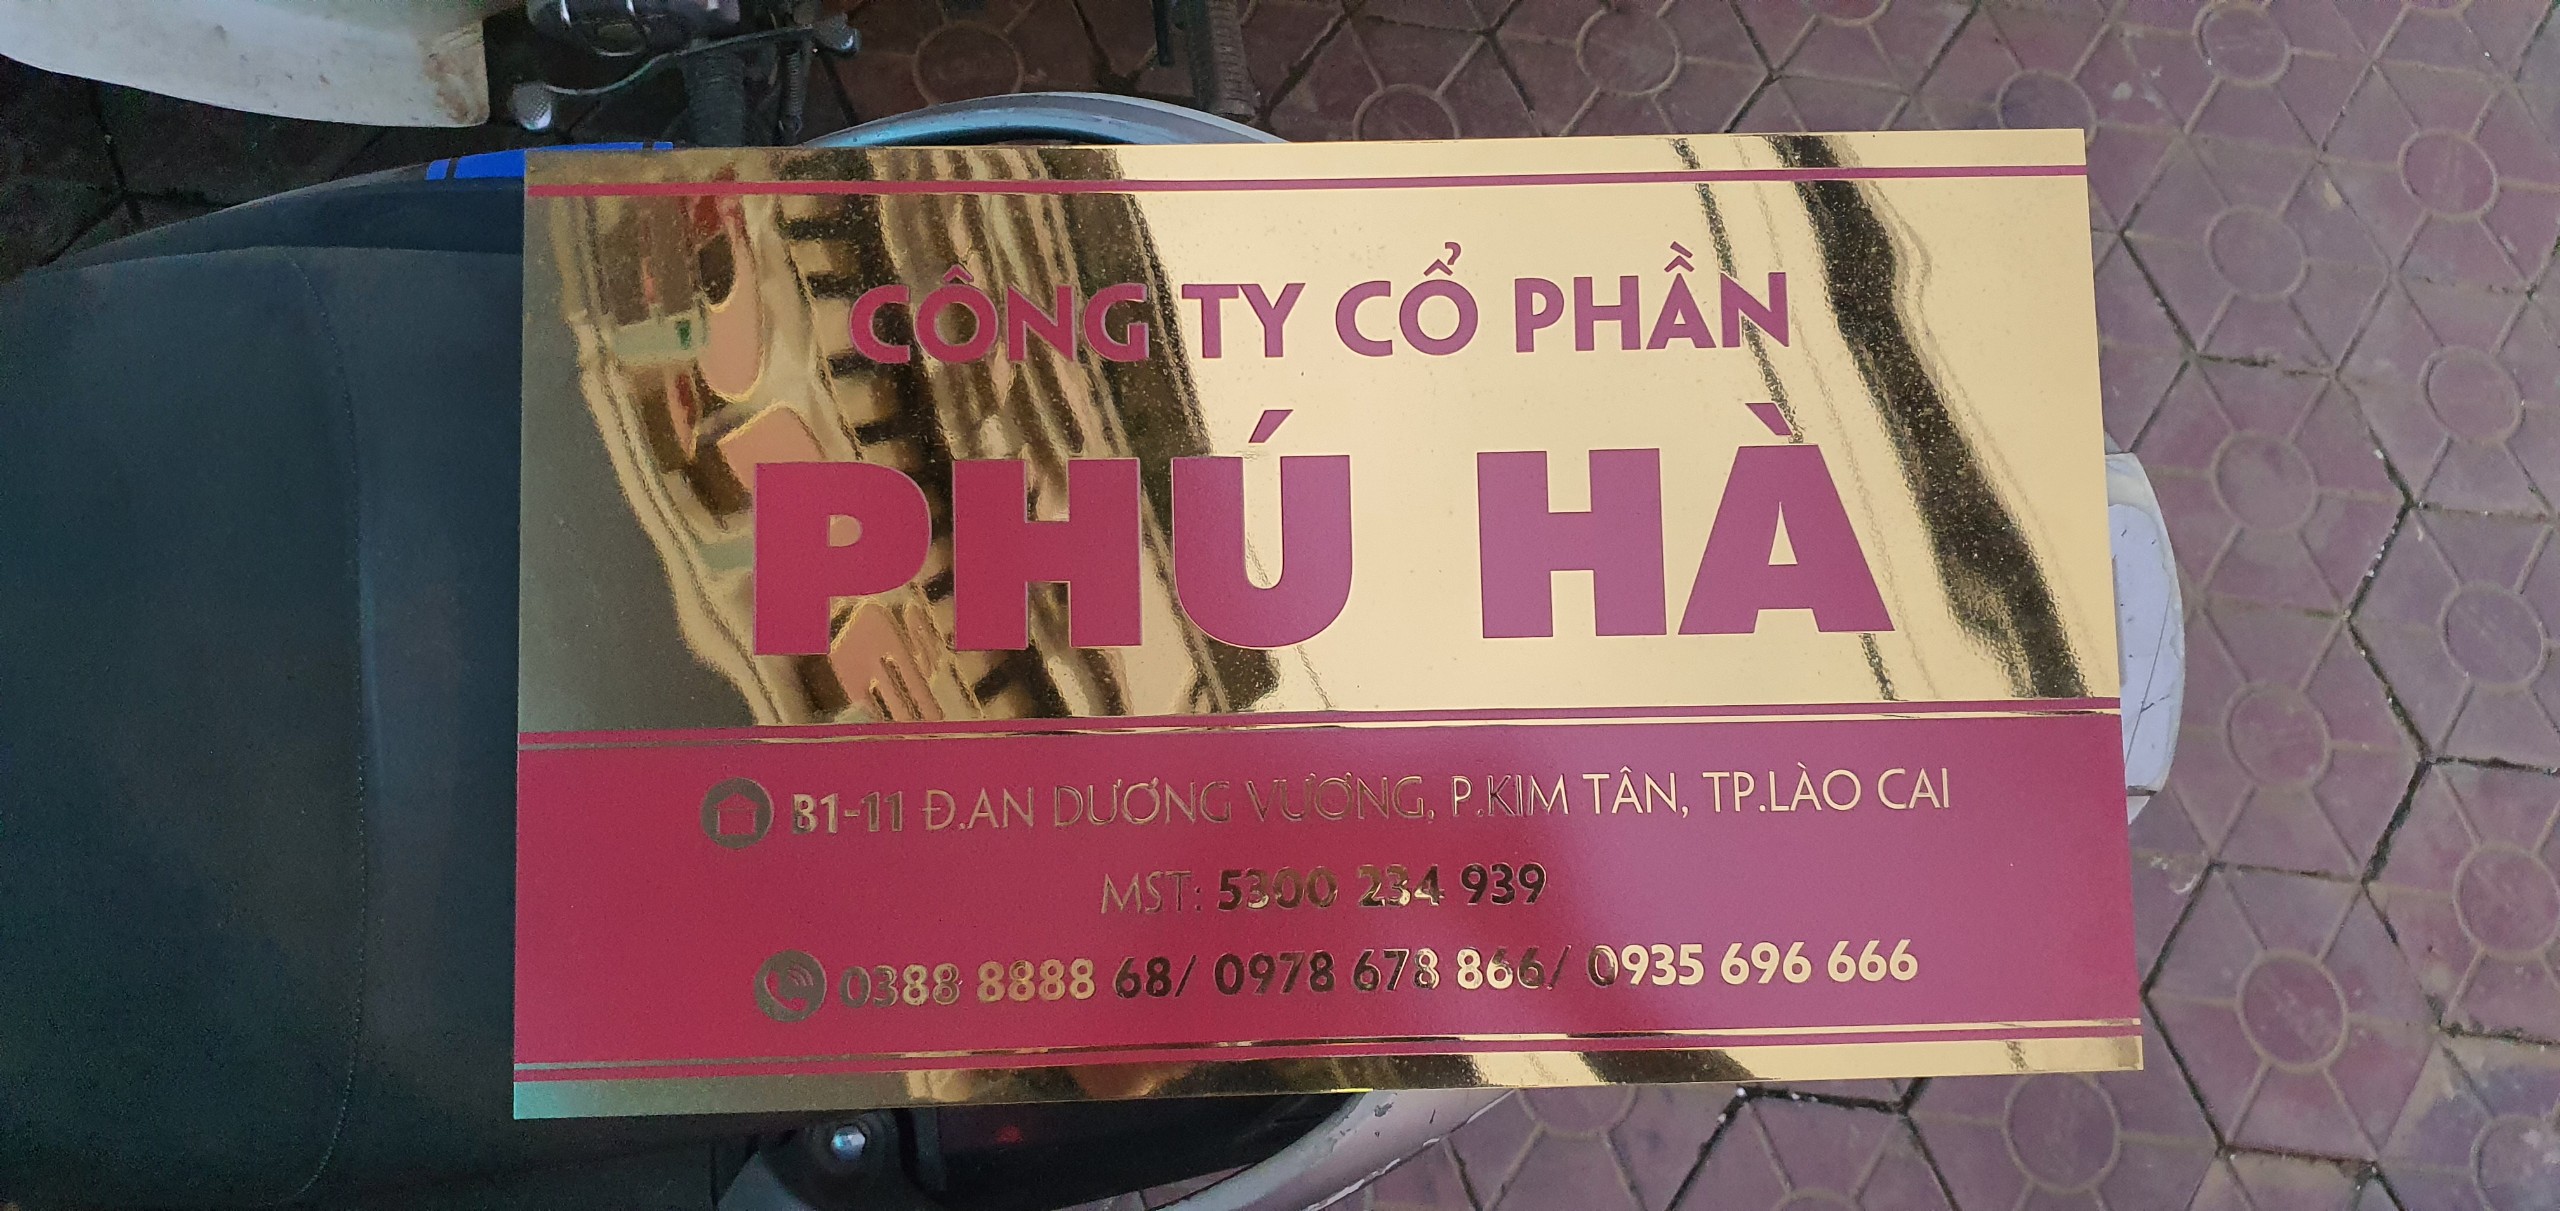 CÔNG TY CỔ PHẦN
PHÚ HÀ
B1-11 Đ.AN DƯƠNG VƯƠNG, P.KIM TÂN, TP.LÀO CAI
MST: 5300 234 939
0388 8888 68/ 0978 678 866/ 0935 696 666